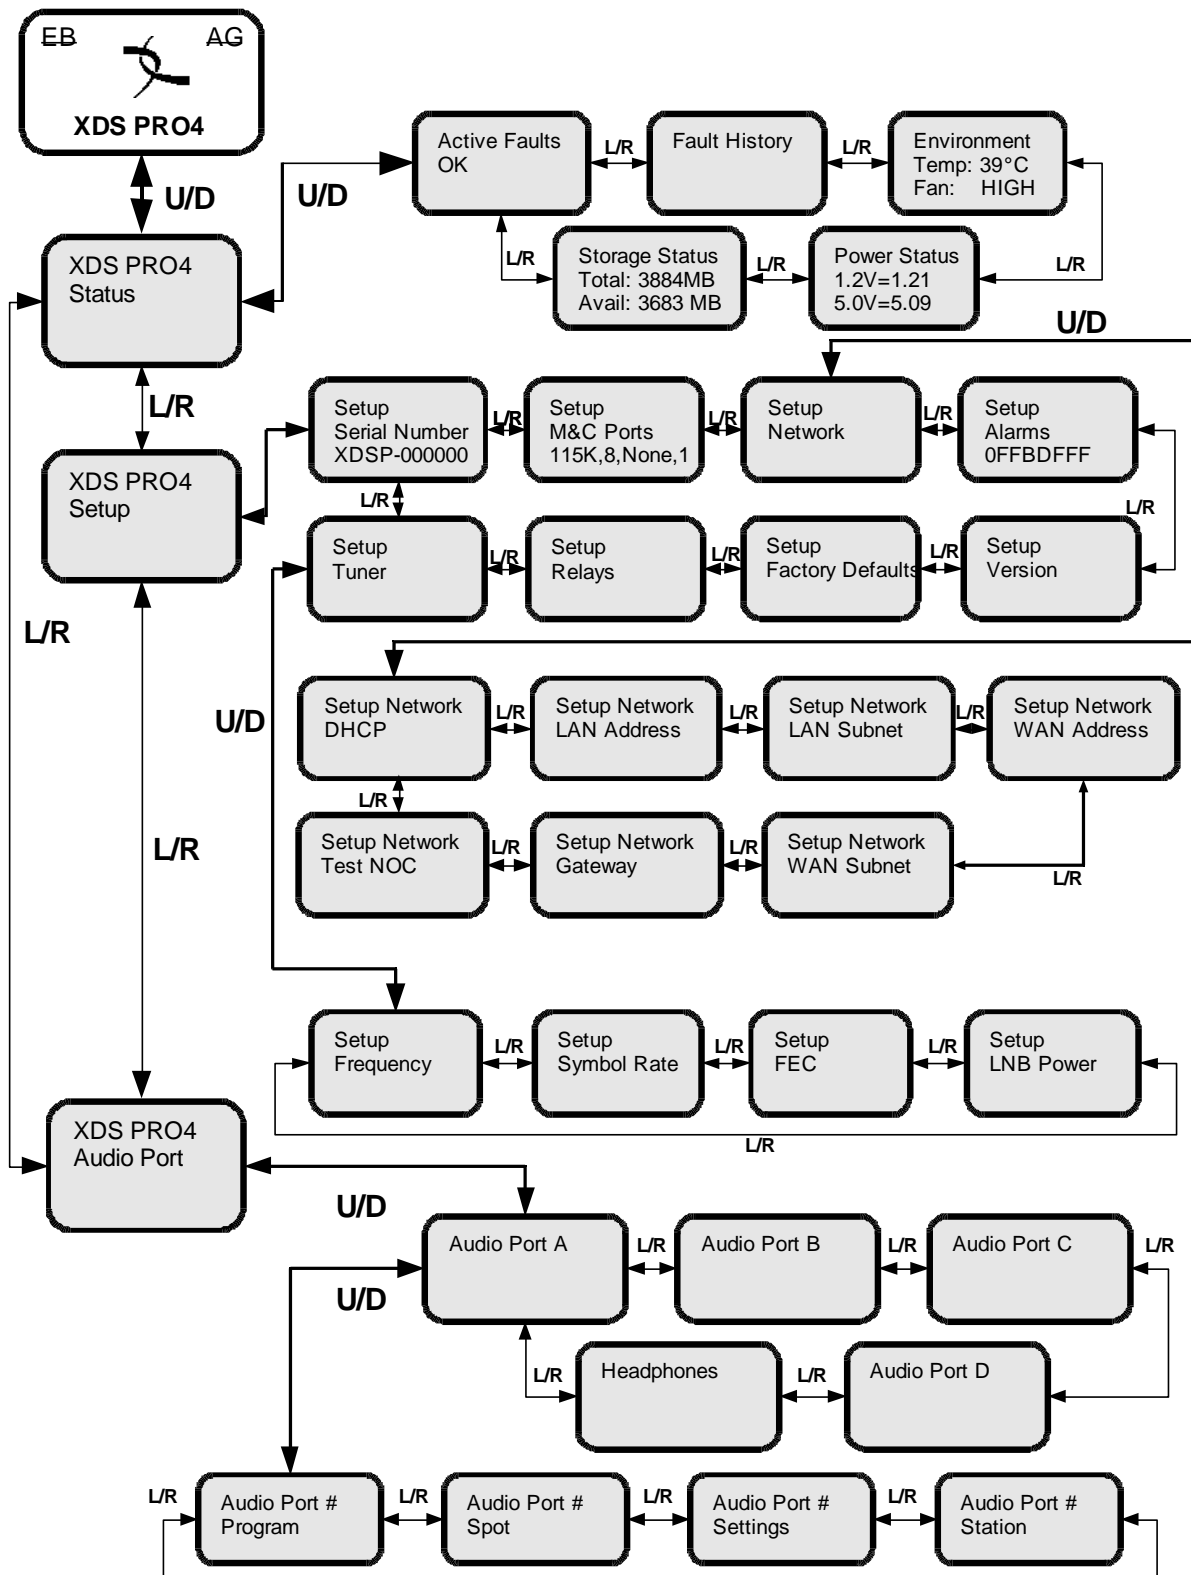 EB AG
XDS PRO4
U/D
XDS PRO4
Status
L/R
XDS PRO4
Setup
L/R
L/R
XDS PRO4
Audio Port
U/D
Active Faults
OK
L/R
Fault History
L/R
Environment
Temp: 39°C
Fan: HIGH
L/R
Storage Status
Total: 3884MB
Avail: 3683 MB
L/R
Power Status
1.2V=1.21
5.0V=5.09
L/R
U/D
Setup
Serial Number
XDSP-000000
L/R
Setup
M&C Ports
115K,8,None,1
L/R
Setup
Network
L/R
Setup
Alarms
0FFBDFFF
L/R
L/R
Setup
Tuner
L/R
Setup
Relays
L/R
Setup
Factory Defaults
L/R
Setup
Version
U/D
Setup Network
DHCP
L/R
Setup Network
LAN Address
L/R
Setup Network
LAN Subnet
L/R
Setup Network
WAN Address
L/R
Setup Network
Test NOC
L/R
Setup Network
Gateway
L/R
Setup Network
WAN Subnet
L/R
Setup
Frequency
L/R
Setup
Symbol Rate
L/R
Setup
FEC
L/R
Setup
LNB Power
L/R
U/D
Audio Port A
L/R
Audio Port B
L/R
Audio Port C
L/R
U/D
L/R
Headphones
L/R
Audio Port D
L/R
Audio Port #
Program
L/R
Audio Port #
Spot
L/R
Audio Port #
Settings
L/R
Audio Port #
Station